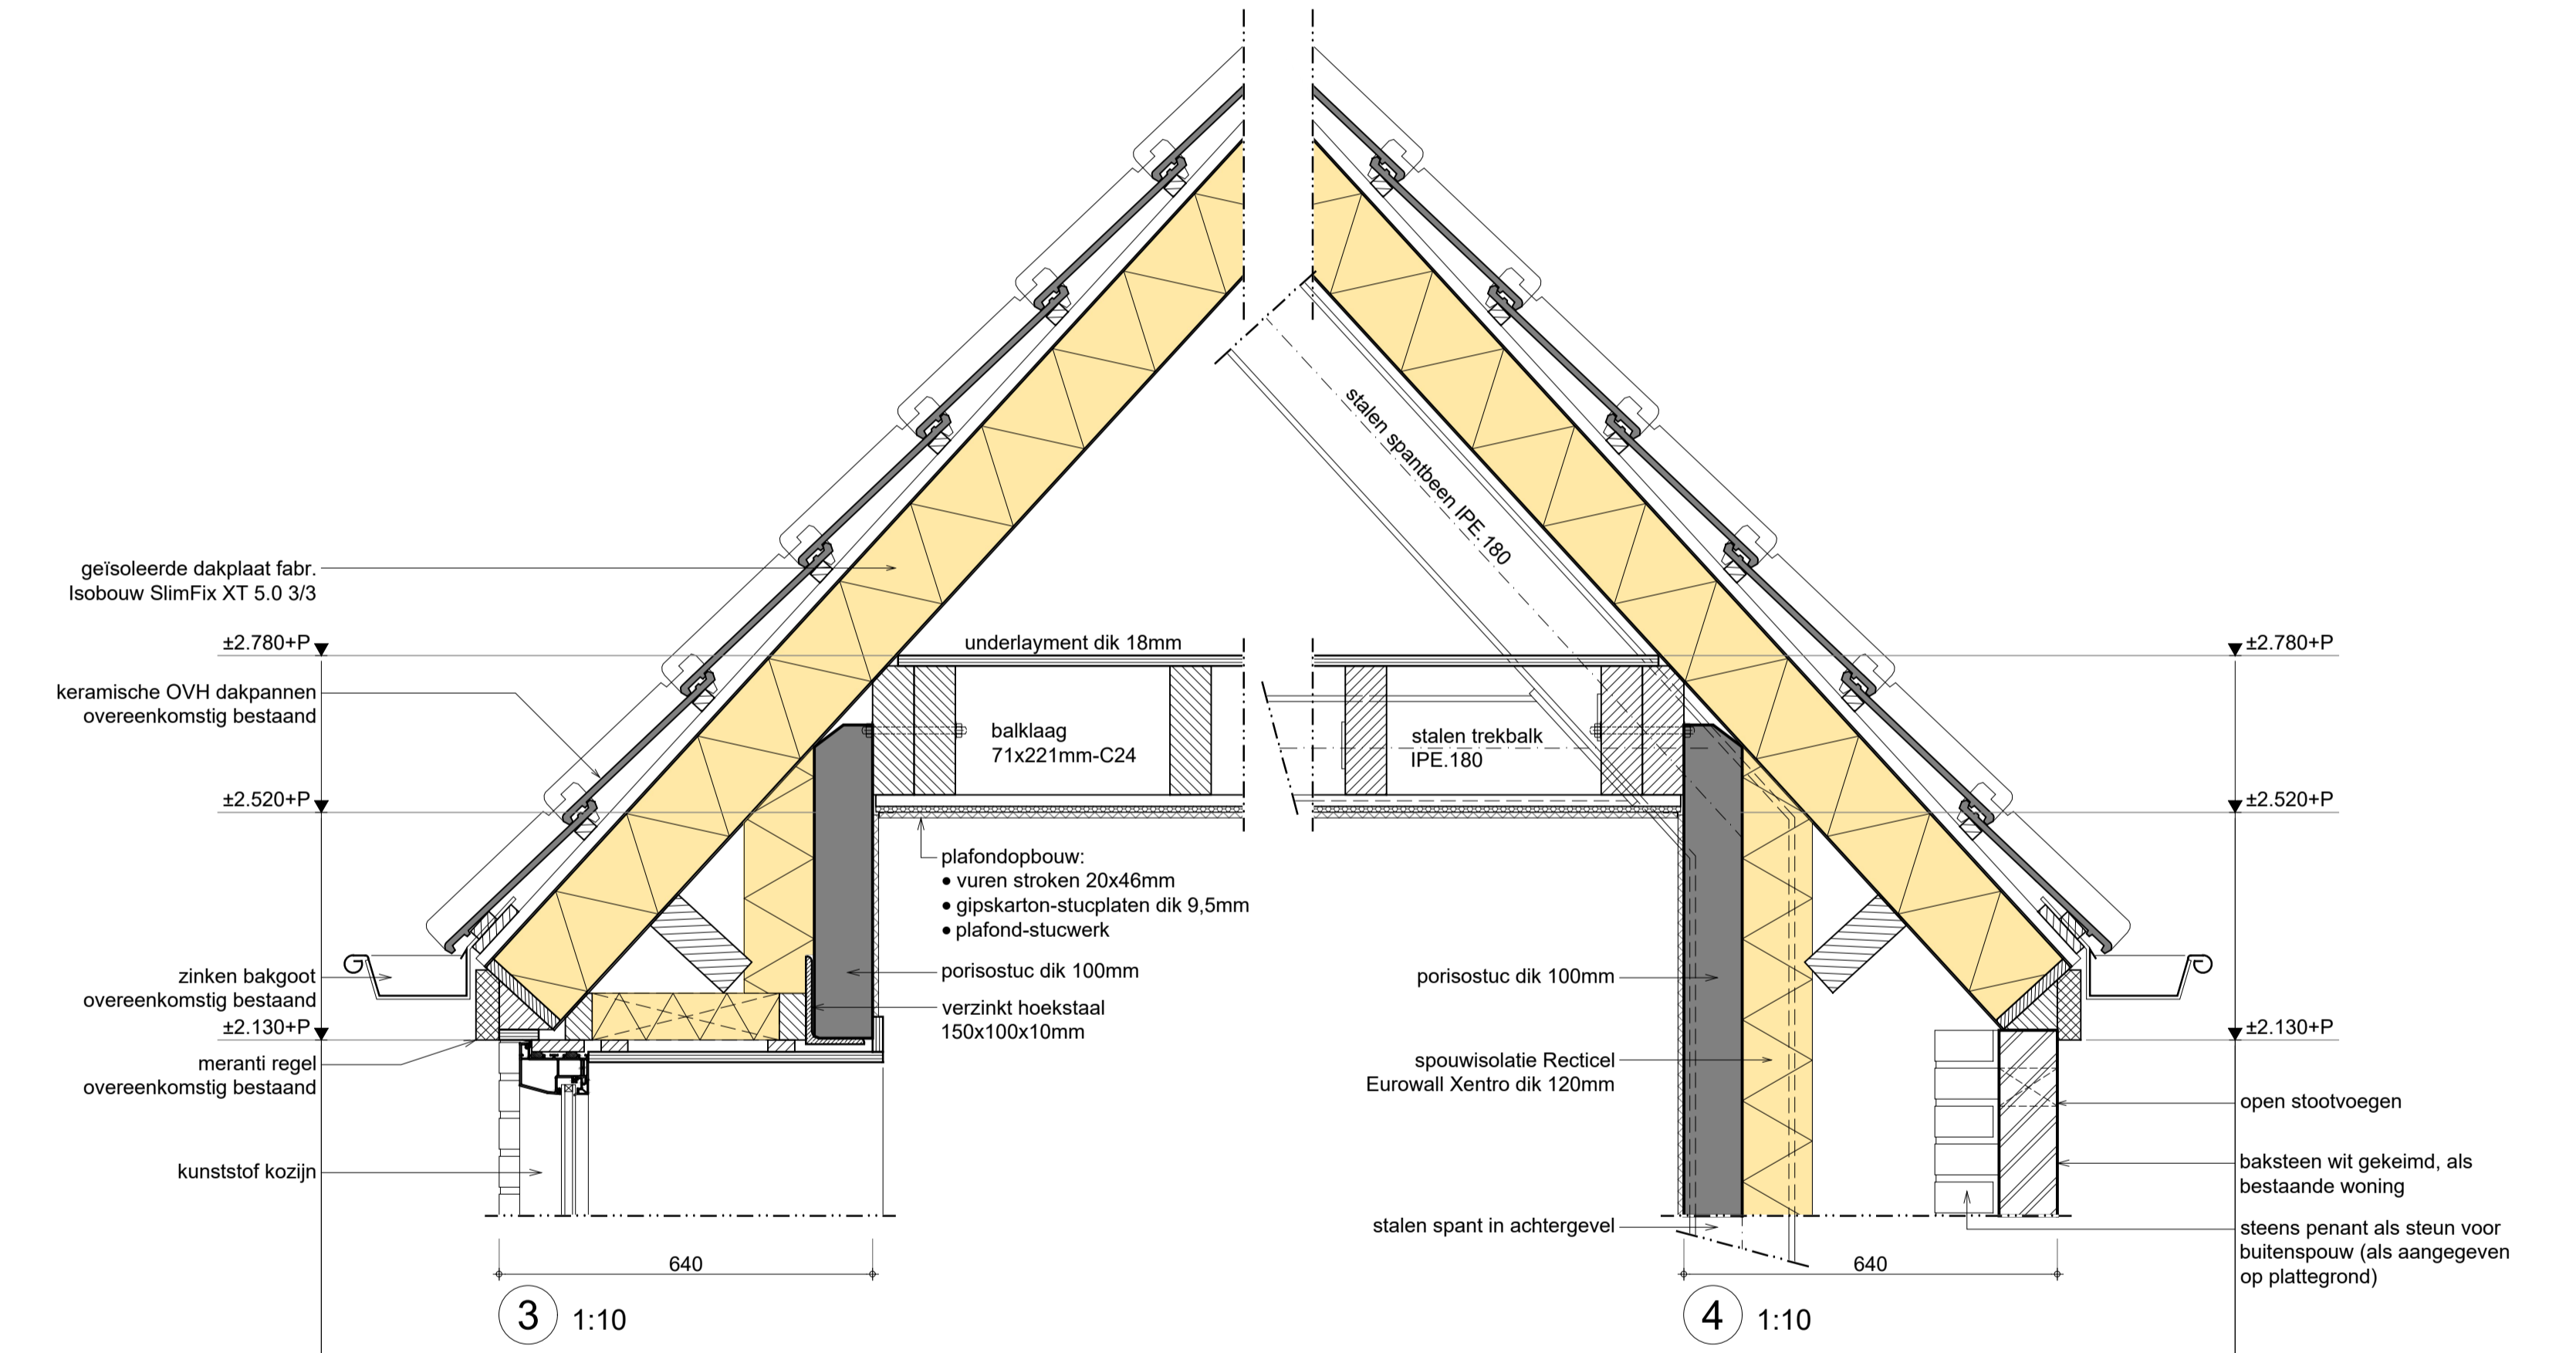 geïsoleerde dakplaat fabr.
Isobouw SlimFix XT 5.0 3/3
±2.780+P
keramische OVH dakpannen
overeenkomstig bestaand
±2.520+P
zinken bakgoot
overeenkomstig bestaand
±2.130+P
meranti regel
overeenkomstig bestaand
kunststof kozijn
underlayment dik 18mm
balklaag
71x221mm-C24
plafondopbouw:
• vuren stroken 20x46mm
• gipskarton-stucplaten dik 9,5mm
• plafond-stucwerk
porisostuc dik 100mm
verzinkt hoekstaal
150x100x10mm
640
3 1:10
stalen spantbeen IPE.180
stalen trekbalk
IPE.180
porisostuc dik 100mm
spouwisolatie Recticel
Eurowall Xentro dik 120mm
stalen spant in achtergevel
640
4 1:10
±2.780+P
±2.520+P
±2.130+P
open stootvoegen
baksteen wit gekeimd, als
bestaande woning
steens penant als steun voor
buitenspouw (als aangegeven
op plattegrond)